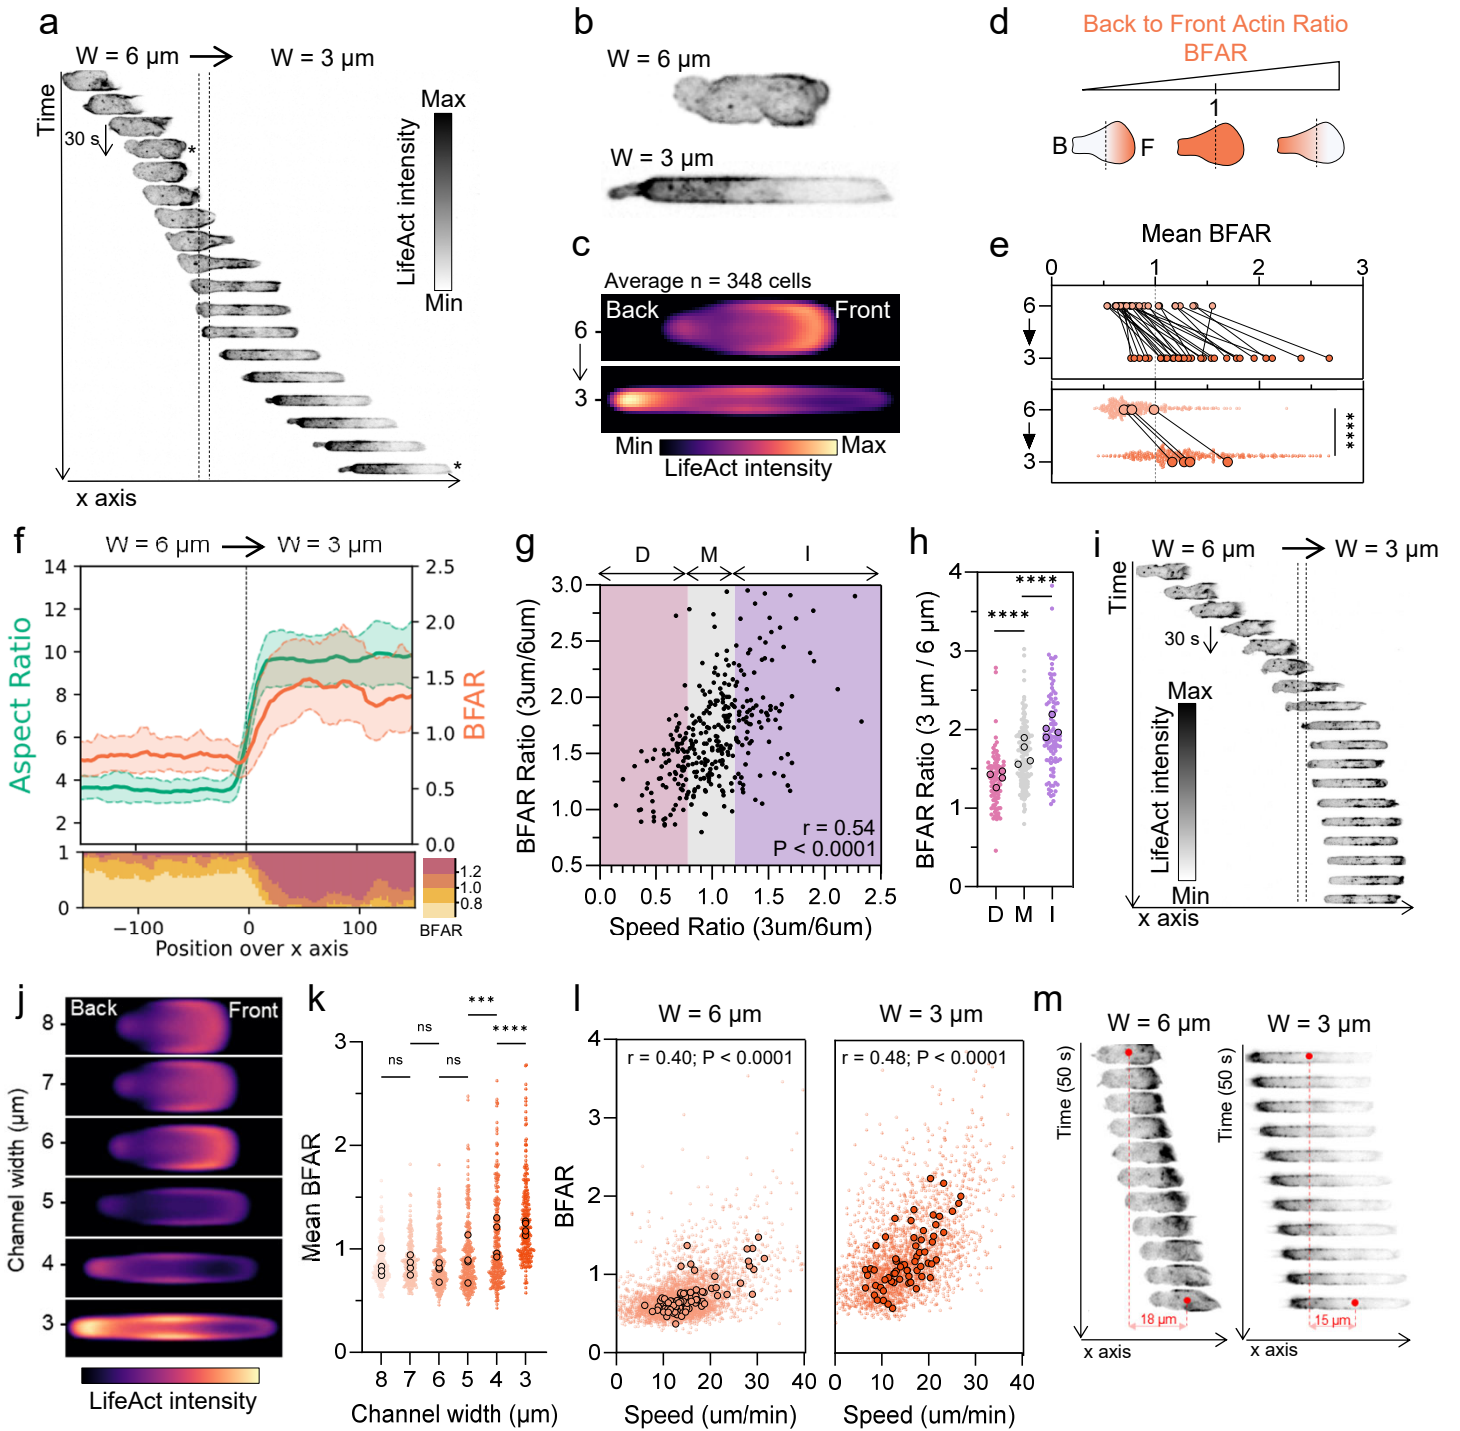 a
W = 6 µm
W = 3 µm
Time
30 s
*
*
x axis
Max
LifeAct intensity
Min
b
W = 6 µm
W = 3 µm
c
Average n = 348 cells
Back
Front
6
3
Min
Max
LifeAct intensity
d
Back to Front Actin Ratio
BFAR
1
B
F
e
Mean BFAR
0
1
2
3
6
3
6
3
****
f
W = 6 µm
W = 3 µm
14
12
10
8
6
4
2
Aspect Ratio
2.5
2.0
1.5
1.0
0.5
0.0
BFAR
1
0
1.2
1.0
0.8
BFAR
−100
0
100
Position over x axis
g
D
M
I
3.0
2.5
2.0
1.5
1.0
0.5
BFAR Ratio (3um/6um)
r = 0.54
P < 0.0001
0.0
0.5
1.0
1.5
2.0
2.5
Speed Ratio (3um/6um)
h
BFAR Ratio (3 µm / 6 µm)
4
3
2
1
0
****
****
D
M
I
i
W = 6 µm
W = 3 µm
Time
30 s
Max
LifeAct intensity
Min
x axis
j
Back
Front
8
7
6
5
4
3
Channel width (µm)
LifeAct intensity
k
Mean BFAR
3
2
1
0
ns
ns
ns
***
****
8
7
6
5
4
3
Channel width (µm)
l
W = 6 µm
W = 3 µm
BFAR
4
3
2
1
0
r = 0.40; P < 0.0001
r = 0.48; P < 0.0001
0
10
20
30
40
0
10
20
30
40
Speed (um/min)
Speed (um/min)
m
W = 6 µm
W = 3 µm
Time (50 s)
Time (50 s)
18 µm
15 µm
x axis
x axis